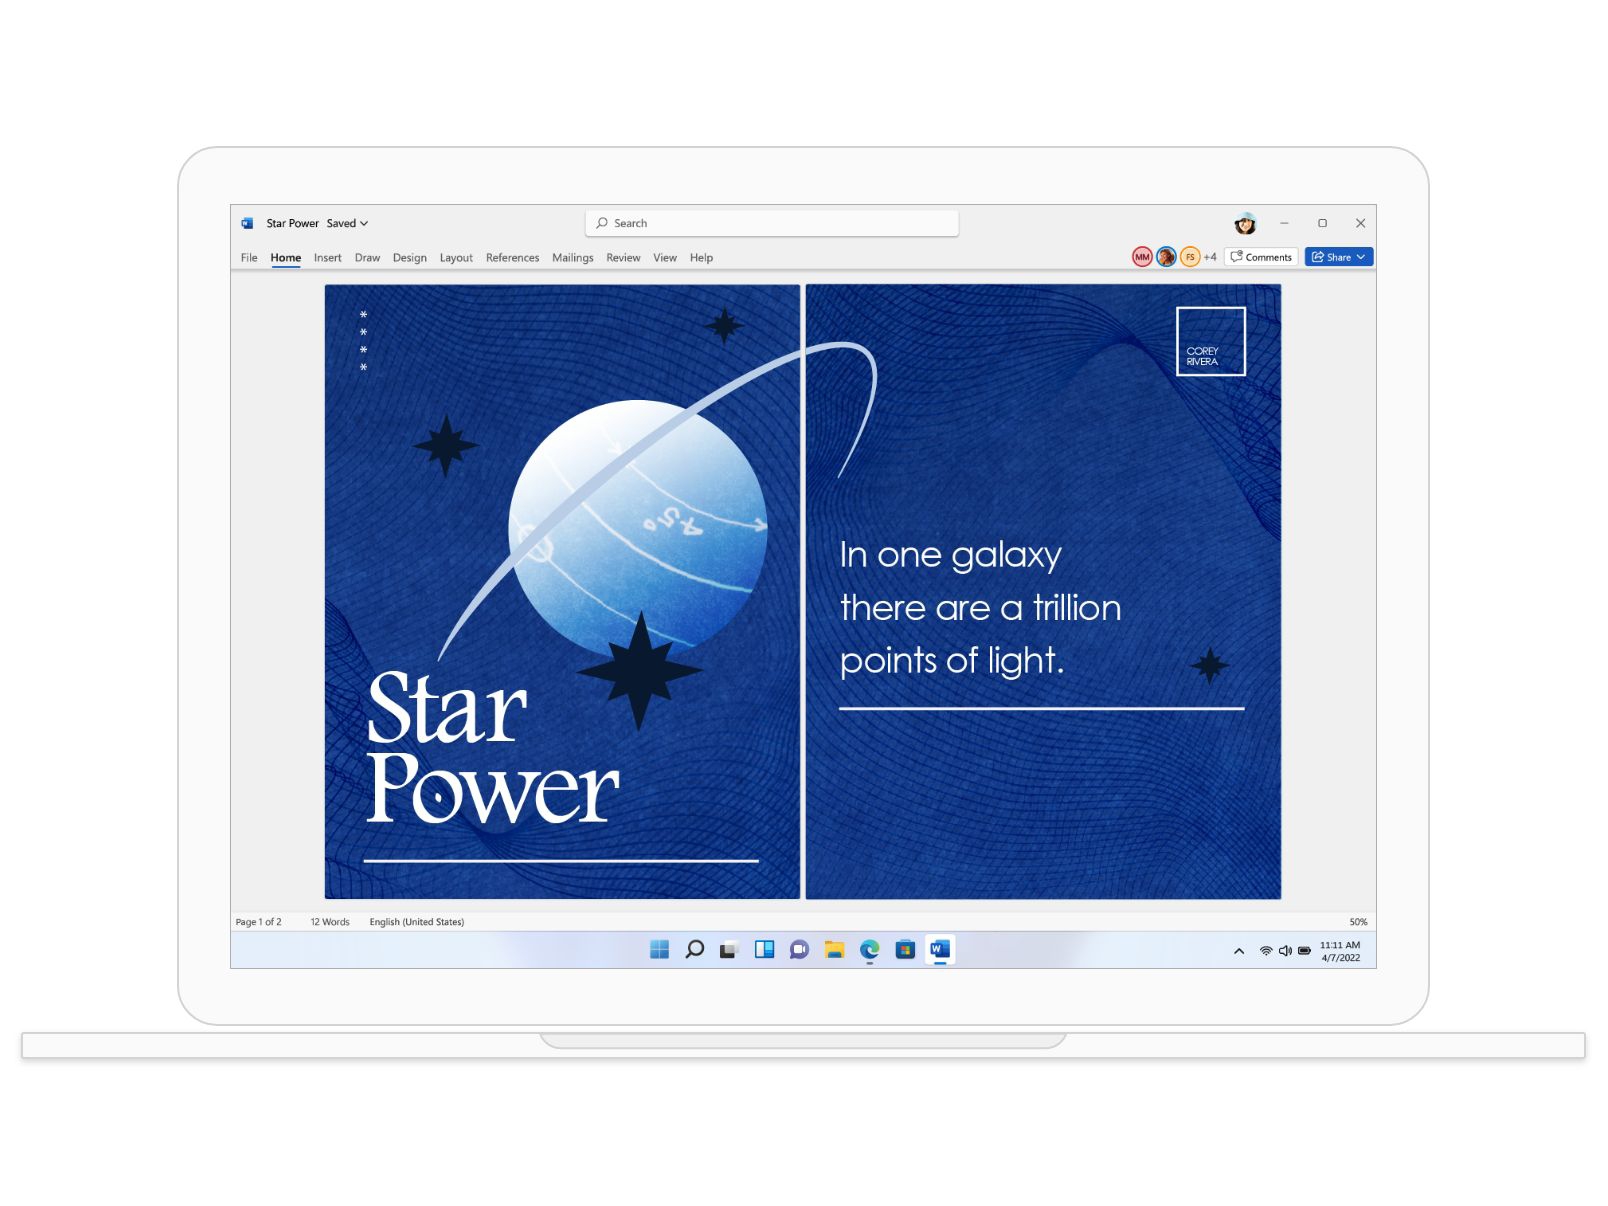 Star Power Saved
Search
File Home Insert Draw Design Layout References Mailings Review View Help
MM FS +4 Comments Share
* * * *
COREY
RIVERA
In one galaxy
there are a trillion
points of light.
Star
Power
Page 1 of 2 12 Words English (United States) 50%
W
11:11 AM
4/7/2022